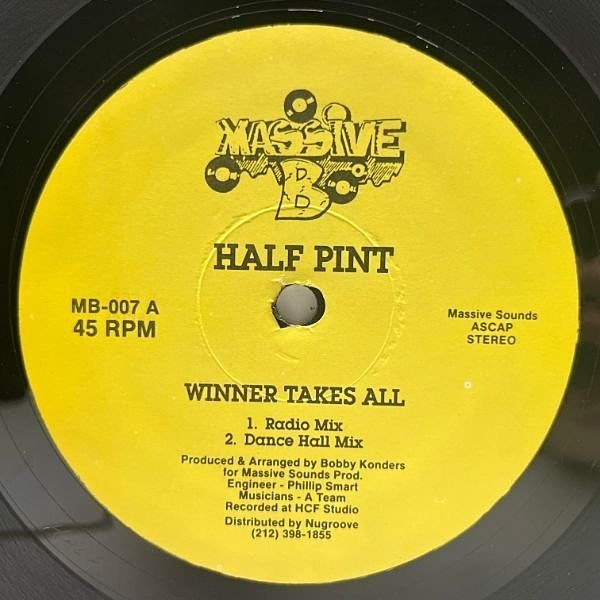 MASSIVE
B
HALF PINT
MB-007 A
45 RPM
Massive Sounds
ASCAP
STEREO
WINNER TAKES ALL
1. Radio Mix
2. Dance Hall Mix
Produced & Arranged by Bobby Konders
for Massive Sounds Prod.
Engineer - Phillip Smart
Musicians - A Team
Recorded at HCF Studio
Distributed by Nugroove
(212) 398-1855